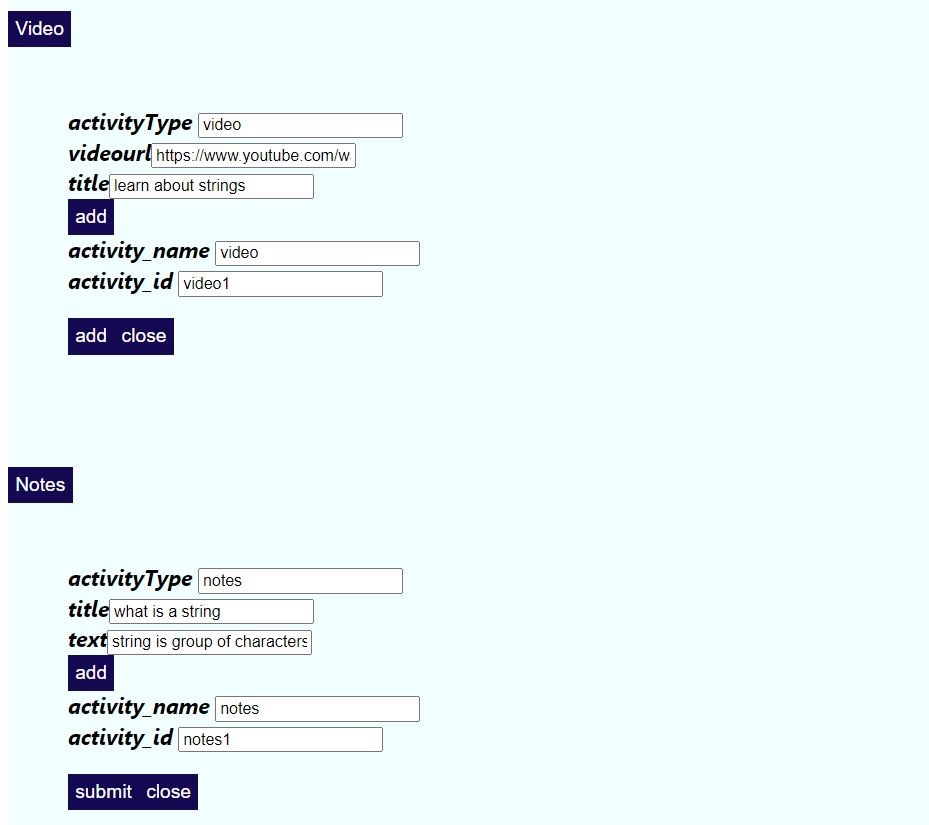 Video
activityType video
videourl https://www.youtube.com/w
title learn about strings
add
activity_name video
activity_id video1
add close
Notes
activityType notes
title what is a string
text string is group of characters
add
activity_name notes
activity_id notes1
submit close